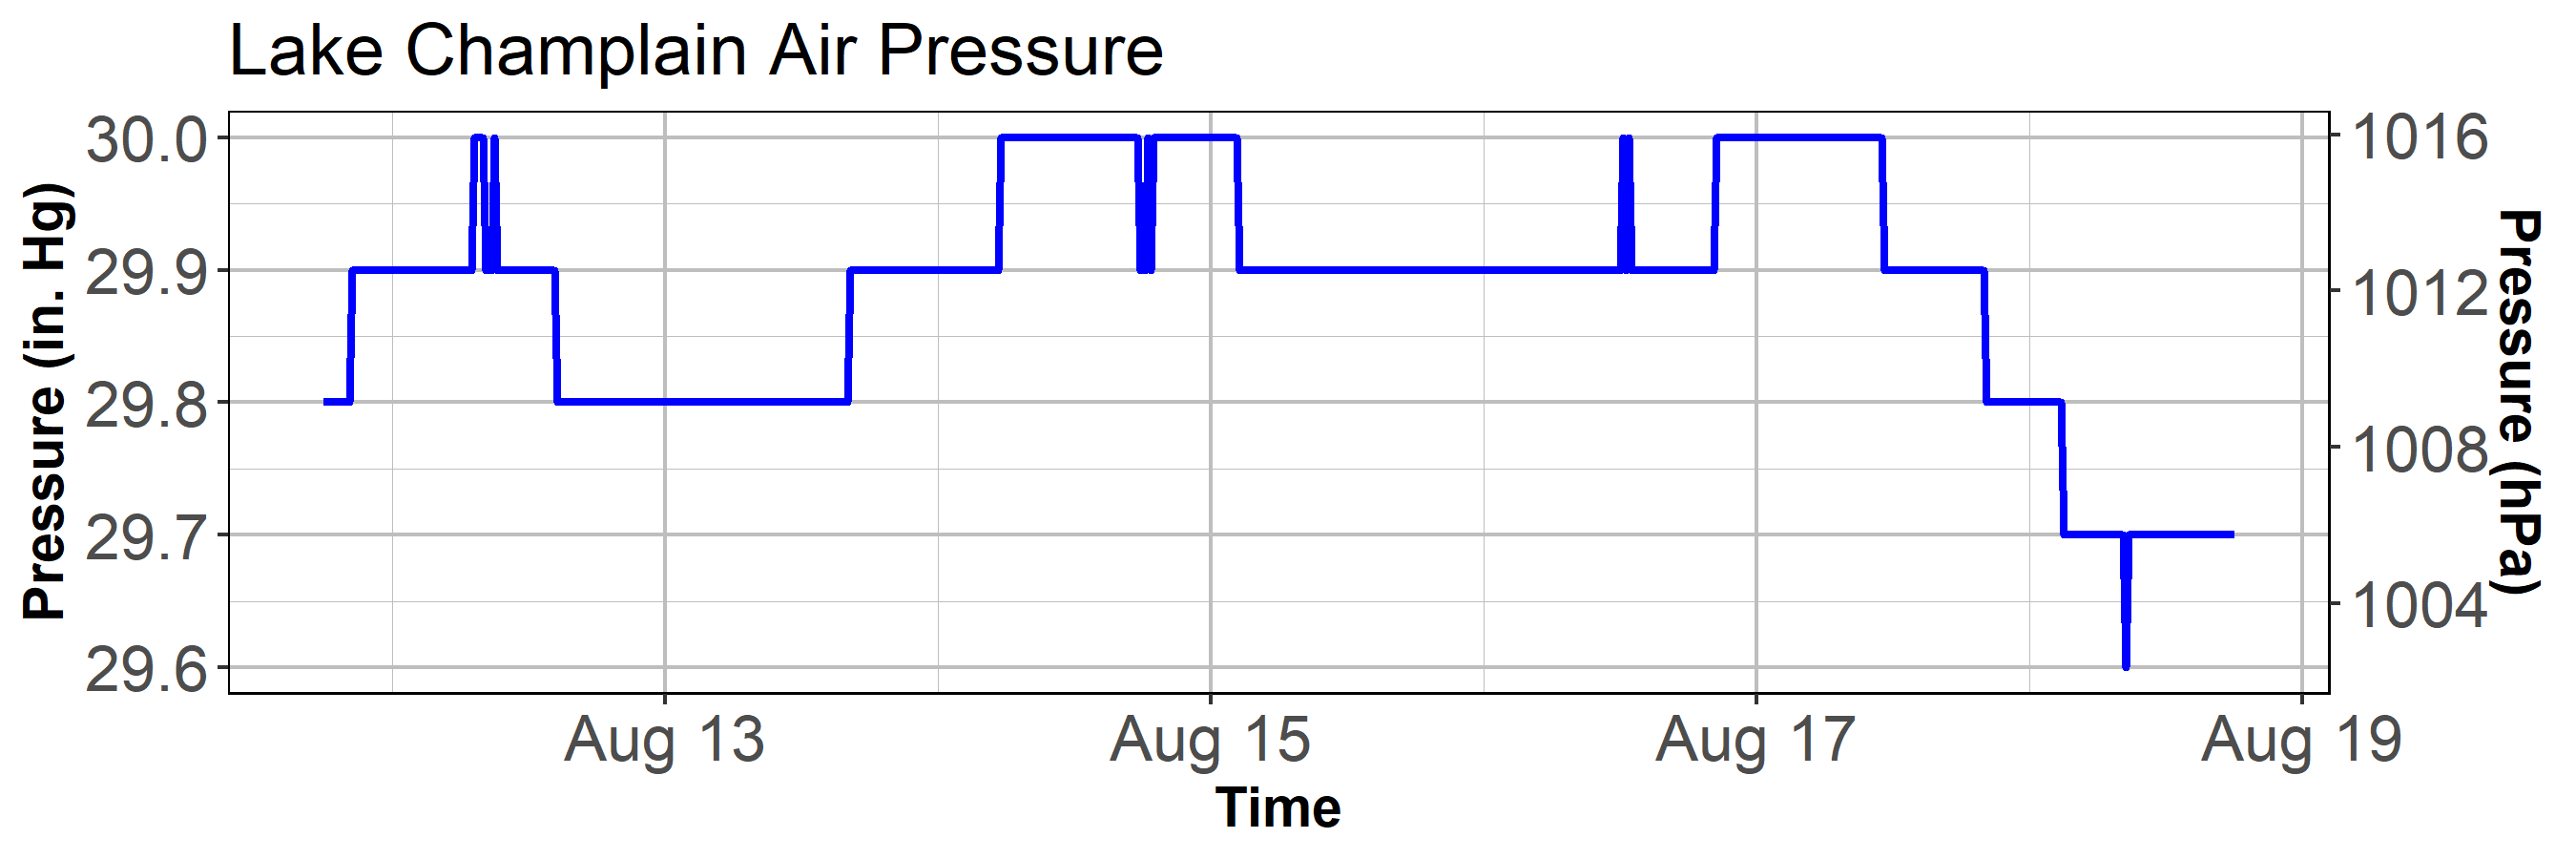 Lake Champlain Air Pressure
Pressure (in. Hg)
30.0
29.9
29.8
29.7
29.6
1016
1012
1008
1004
Pressure (hPa)
Aug 13
Aug 15
Aug 17
Aug 19
Time